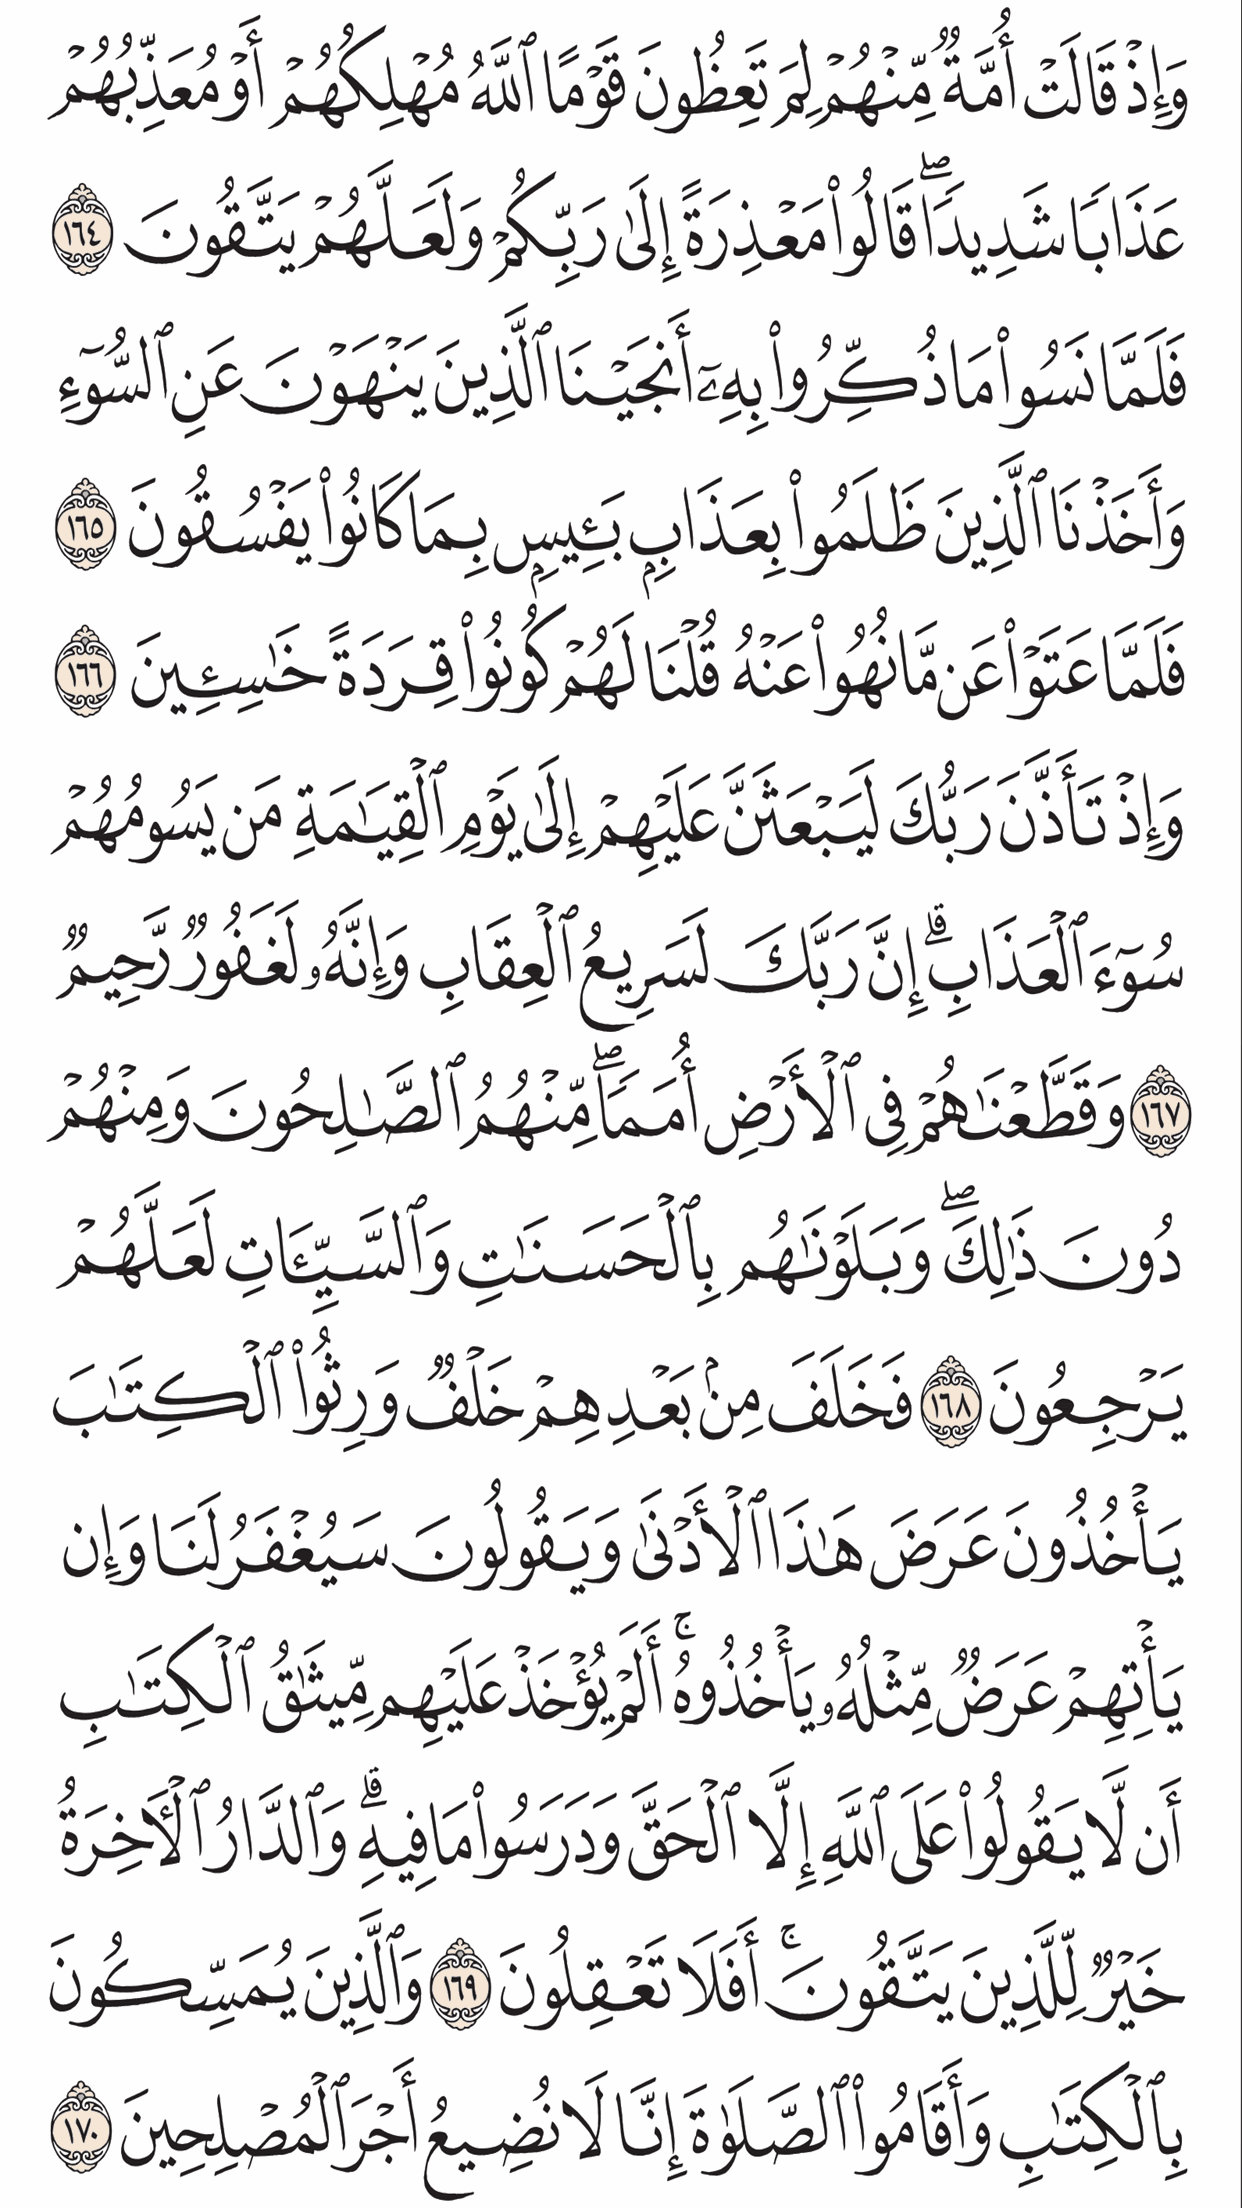 وَإِذۡ قَالَتۡ أُمَّةٞ مِّنۡهُمۡ لِمَ تَعِظُونَ قَوۡمًا ٱللَّهُ مُهۡلِكُهُمۡ أَوۡ مُعَذِّبُهُمۡ
عَذَابٗا شَدِيدٗاۖ قَالُواْ مَعۡذِرَةً إِلَىٰ رَبِّكُمۡ وَلَعَلَّهُمۡ يَتَّقُونَ ١٦٤
فَلَمَّا نَسُواْ مَا ذُكِّرُواْ بِهِۦٓ أَنجَيۡنَا ٱلَّذِينَ يَنۡهَوۡنَ عَنِ ٱلسُّوٓءِ
وَأَخَذۡنَا ٱلَّذِينَ ظَلَمُواْ بِعَذَابِۭ بَـِٔيسِۭ بِمَا كَانُواْ يَفۡسُقُونَ ١٦٥
فَلَمَّا عَتَوۡاْ عَن مَّا نُهُواْ عَنۡهُ قُلۡنَا لَهُمۡ كُونُواْ قِرَدَةً خَٰسِـِٔينَ ١٦٦
وَإِذۡ تَأَذَّنَ رَبُّكَ لَيَبۡعَثَنَّ عَلَيۡهِمۡ إِلَىٰ يَوۡمِ ٱلۡقِيَٰمَةِ مَن يَسُومُهُمۡ
سُوٓءَ ٱلۡعَذَابِۗ إِنَّ رَبَّكَ لَسَرِيعُ ٱلۡعِقَابِ وَإِنَّهُۥ لَغَفُورٞ رَّحِيمٞ
١٦٧ وَقَطَّعۡنَٰهُمۡ فِي ٱلۡأَرۡضِ أُمَمٗاۖ مِّنۡهُمُ ٱلصَّٰلِحُونَ وَمِنۡهُمۡ
دُونَ ذَٰلِكَۖ وَبَلَوۡنَٰهُم بِٱلۡحَسَنَٰتِ وَٱلسَّيِّـَٔاتِ لَعَلَّهُمۡ
يَرۡجِعُونَ ١٦٨ فَخَلَفَ مِنۢ بَعۡدِهِمۡ خَلۡفٞ وَرِثُواْ ٱلۡكِتَٰبَ
يَأۡخُذُونَ عَرَضَ هَٰذَا ٱلۡأَدۡنَىٰ وَيَقُولُونَ سَيُغۡفَرُ لَنَا وَإِن
يَأۡتِهِمۡ عَرَضٞ مِّثۡلُهُۥ يَأۡخُذُوهُۚ أَلَمۡ يُؤۡخَذۡ عَلَيۡهِم مِّيثَٰقُ ٱلۡكِتَٰبِ
أَن لَّا يَقُولُواْ عَلَى ٱللَّهِ إِلَّا ٱلۡحَقَّ وَدَرَسُواْ مَا فِيهِۗ وَٱلدَّارُ ٱلۡأٓخِرَةُ
خَيۡرٞ لِّلَّذِينَ يَتَّقُونَۚ أَفَلَا تَعۡقِلُونَ ١٦٩ وَٱلَّذِينَ يُمَسِّكُونَ
بِٱلۡكِتَٰبِ وَأَقَامُواْ ٱلصَّلَوٰةَ إِنَّا لَا نُضِيعُ أَجۡرَ ٱلۡمُصۡلِحِينَ ١٧٠